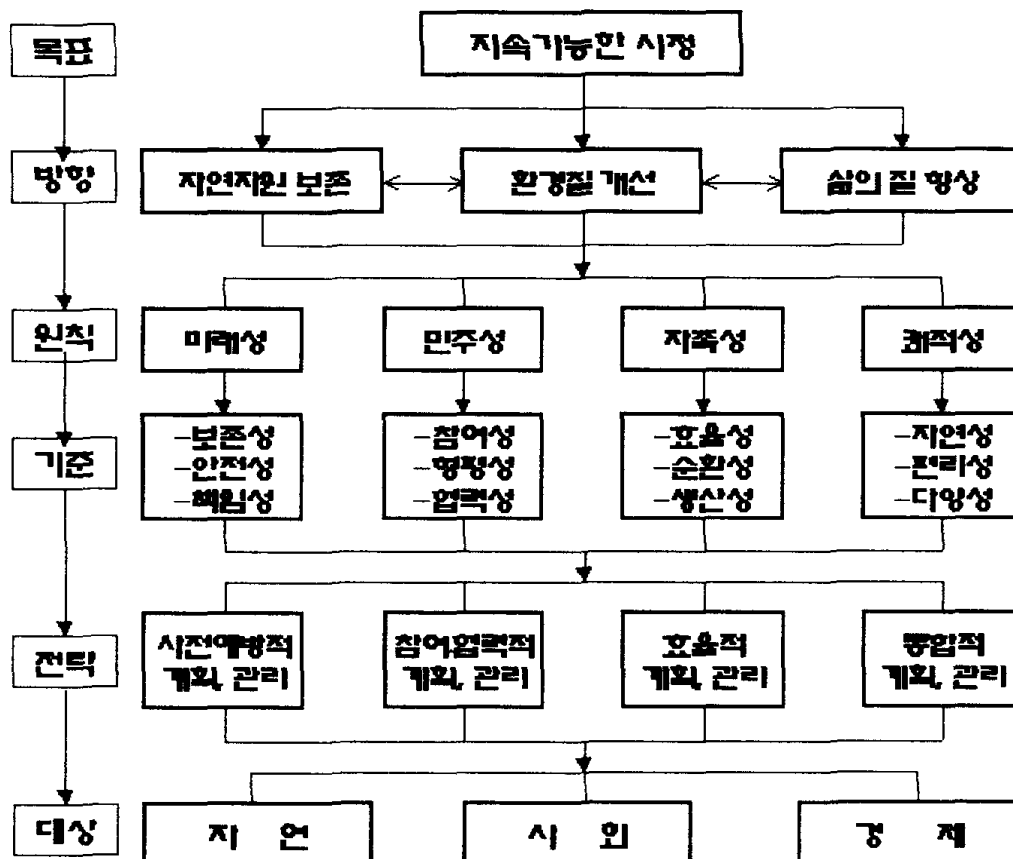 목표
지속가능한 시정
방향
자연자원 보존
환경질 개선
삶의 질 향상
원칙
미래성
민주성
자족성
쾌적성
기준
-보존성
-안전성
-책임성
-참여성
-형평성
-협력성
-효율성
-순환성
-생산성
-자연성
-편리성
-다양성
전략
사전예방적
계획, 관리
참여협력적
계획, 관리
효율적
계획, 관리
통합적
계획, 관리
대상
자 연
사 회
경 제